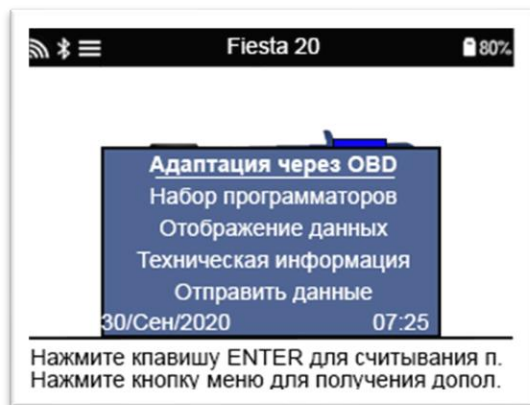 Fiesta 20 80%
Адаптация через OBD
Набор программаторов
Отображение данных
Техническая информация
Отправить данные
30/Сен/2020 07:25
Нажмите клавишу ENTER для считывания п.
Нажмите кнопку меню для получения допол.